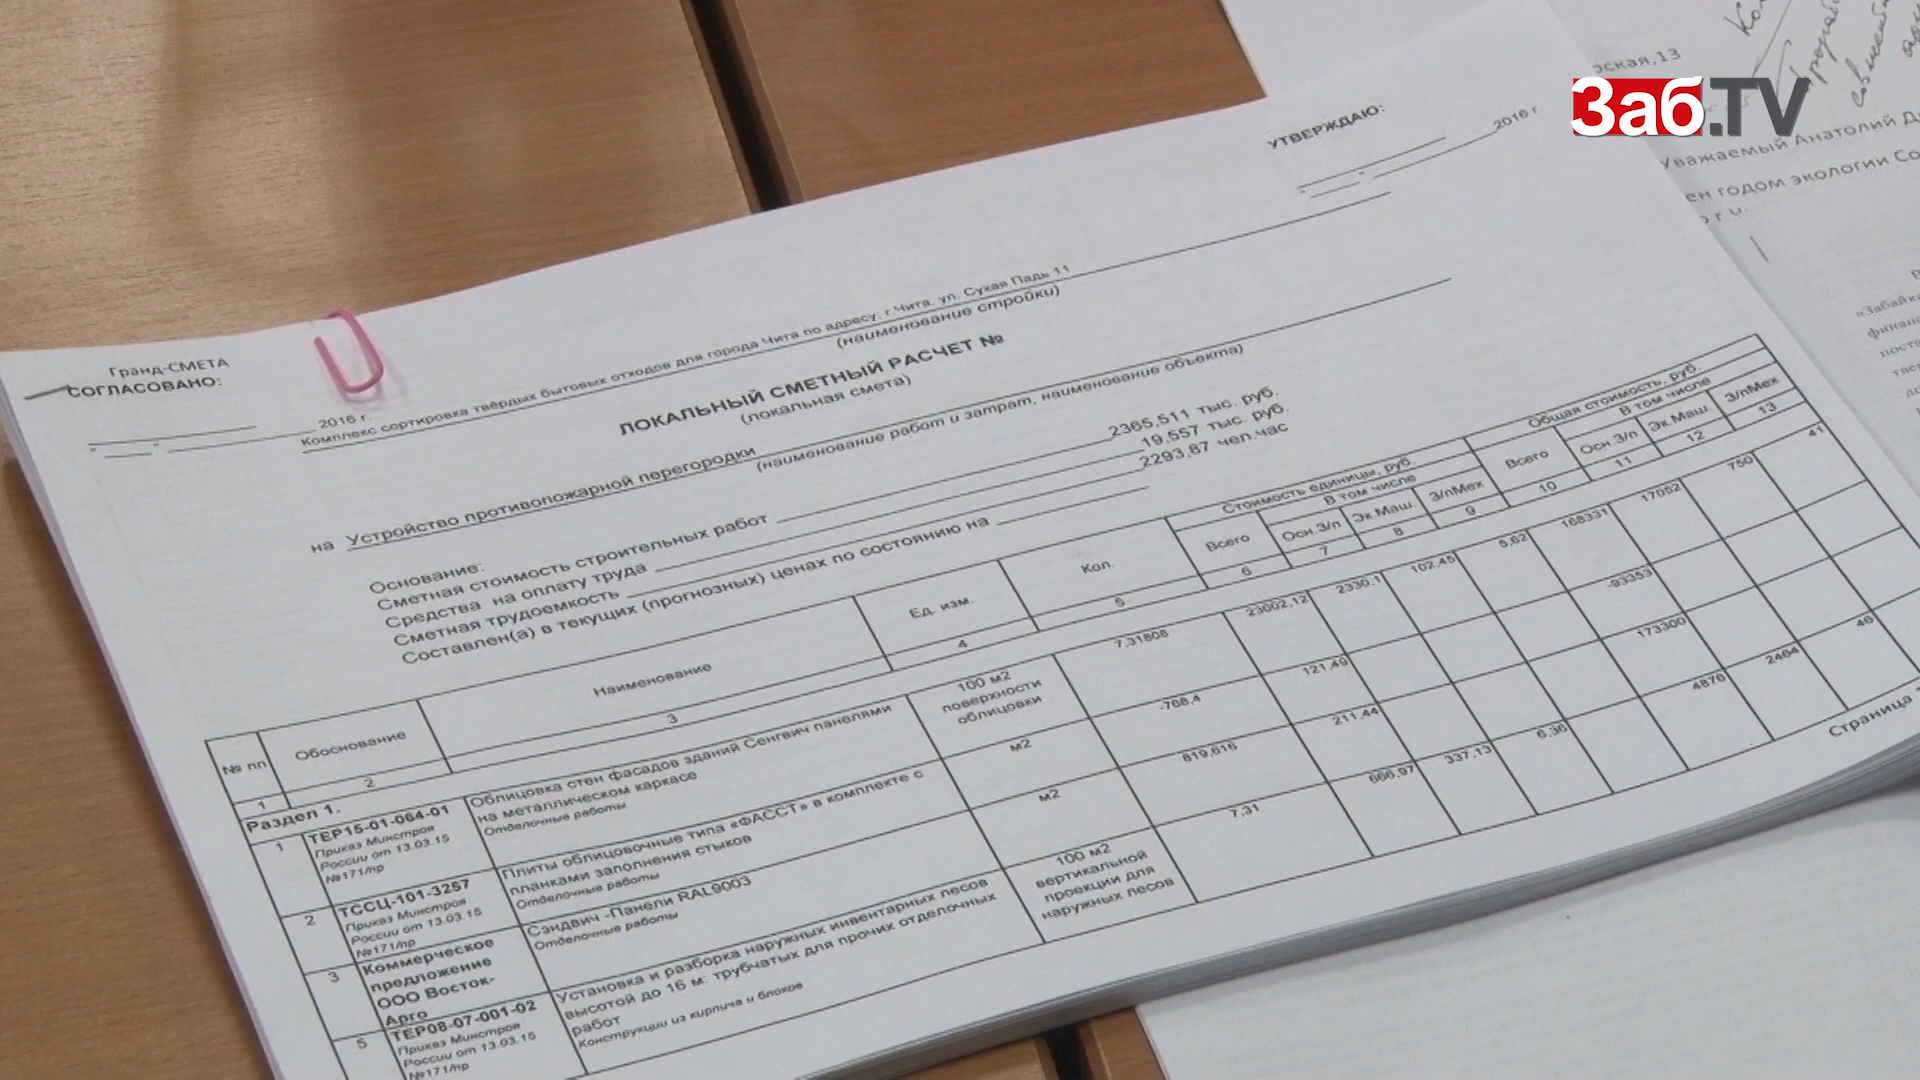 Заб.TV
эская,13
Уважаемый Анатолий Д
ен годом экологии Со
«Забайк
финан
пост
УТВЕРЖДАЮ:
"____" ____________2016 г.
Гранд-СМЕТА
СОГЛАСОВАНО:
"____" ____________ 2016 г.
Комплекс сортировка твёрдых бытовых отходов для города Чита по адресу: г.Чита, ул. Сухая Падь 11
(наименование стройки)
ЛОКАЛЬНЫЙ СМЕТНЫЙ РАСЧЕТ №
(локальная смета)
на Устройство противопожарной перегородки
(наименование работ и затрат, наименование объекта)
Основание:
Сметная стоимость строительных работ 2365,511 тыс. руб.
Средства на оплату труда 19,557 тыс. руб.
Сметная трудоемкость 2293,87 чел.час
Составлен(а) в текущих (прогнозных) ценах по состоянию на
№ пп Обоснование Наименование Ед. изм. Кол. Стоимость единицы, руб. Общая стоимость, руб.
Всего В том числе Всего В том числе
Осн.З/п Эк.Маш. З/пМех Осн.З/п Эк.Маш. З/пМех
1 2 3 4 5 6 7 8 9 10 11 12 13
Раздел 1.
1 ТЕР15-01-064-01 Облицовка стен фасадов зданий Сенгвич панелями 100 м2 7,31808 23002,12 2330,1 102,45 5,62 168331 17052 750 41
Приказ Минстроя на металлическом каркасе поверхности
России от 13.03.15 Отделочные работы облицовки
№171/пр
2 ТССЦ-101-3257 Плиты облицовочные типа «ФАССТ» в комплекте с м2 -768,4 121,49 -93353
Приказ Минстроя планками заполнения стыков
России от 13.03.15 Отделочные работы
№171/пр
3 Коммерческое Сэндвич -Панели RAL9003 м2 819,616 211,44 173300
предложение Отделочные работы
ООО Восток-
Арго
5 ТЕР08-07-001-02 Установка и разборка наружных инвентарных лесов 100 м2 7,31 666,97 337,13 6,36 4876 2464 46
Приказ Минстроя высотой до 16 м: трубчатых для прочих отделочных вертикальной
России от 13.03.15 работ проекции для
№171/пр Конструкции из кирпича и блоков наружных лесов
Страница